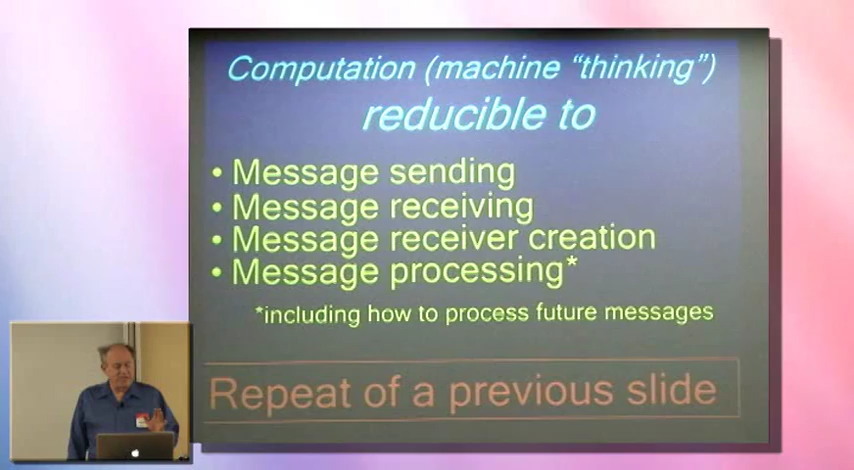 Computation (machine “thinking”)
reducible to
• Message sending
• Message receiving
• Message receiver creation
• Message processing*
*including how to process future messages
Repeat of a previous slide